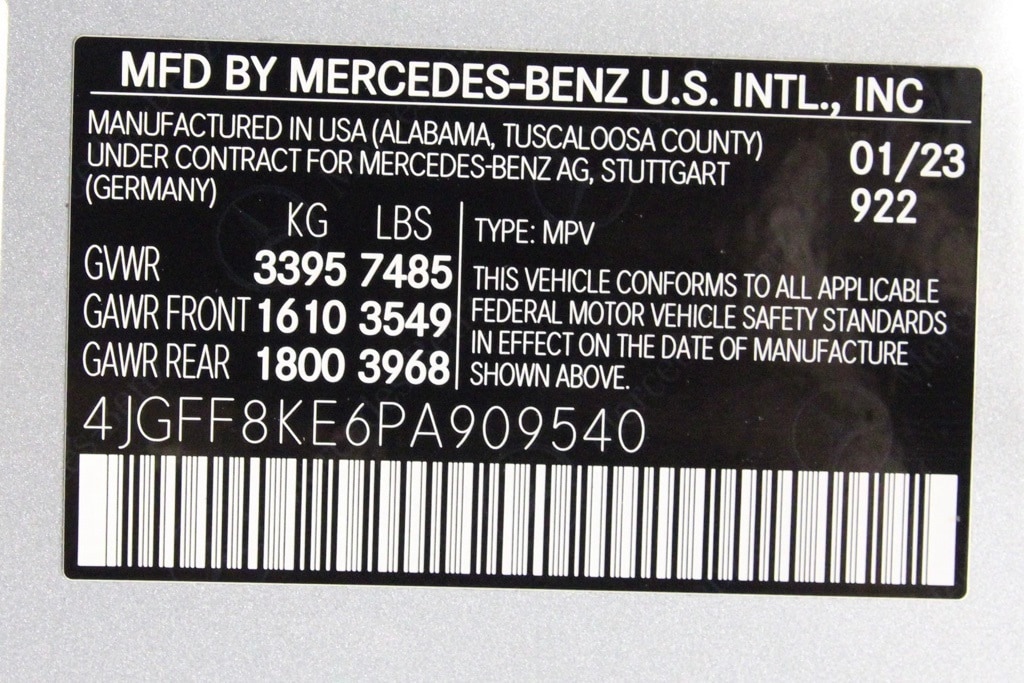 MFD BY MERCEDES-BENZ U.S. INTL., INC
MANUFACTURED IN USA (ALABAMA, TUSCALOOSA COUNTY)
UNDER CONTRACT FOR MERCEDES-BENZ AG, STUTTGART
(GERMANY)
01/23
922
KG LBS
GVWR 3395 7485
GAWR FRONT 1610 3549
GAWR REAR 1800 3968
TYPE: MPV
THIS VEHICLE CONFORMS TO ALL APPLICABLE
FEDERAL MOTOR VEHICLE SAFETY STANDARDS
IN EFFECT ON THE DATE OF MANUFACTURE
SHOWN ABOVE.
4JGFF8KE6PA909540